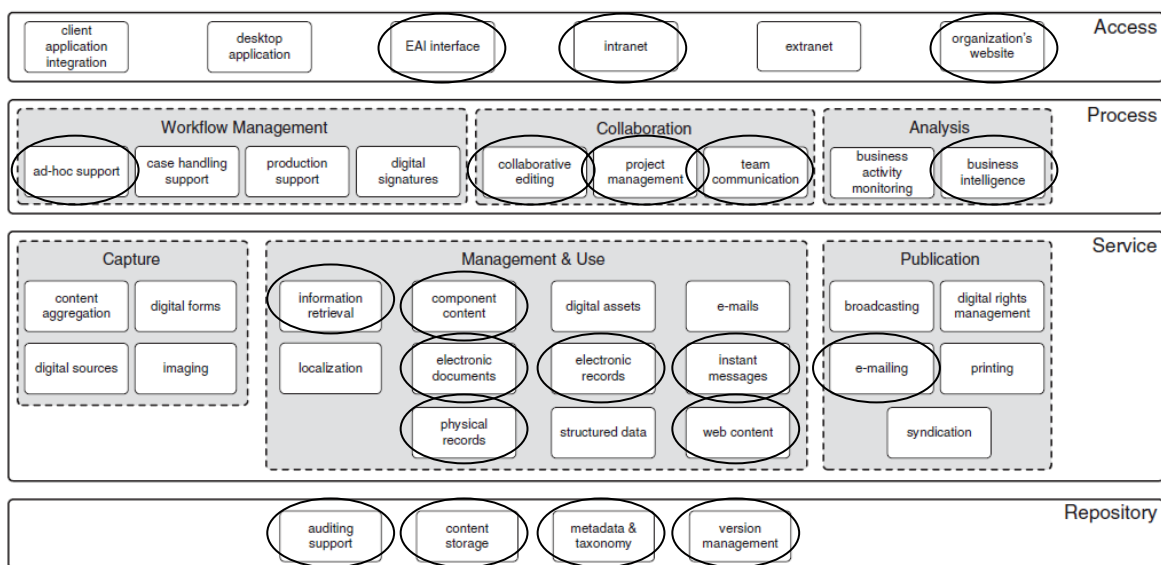 Access
client
application
integration
desktop
application
EAI interface
intranet
extranet
organization's
website
Process
Workflow Management
ad-hoc support
case handling
support
production
support
digital
signatures
Collaboration
collaborative
editing
project
management
team
communication
Analysis
business
activity
monitoring
business
intelligence
Service
Capture
content
aggregation
digital forms
digital sources
imaging
Management & Use
information
retrieval
component
content
digital assets
e-mails
localization
electronic
documents
electronic
records
instant
messages
physical
records
structured data
web content
Publication
broadcasting
digital rights
management
e-mailing
printing
syndication
Repository
auditing
support
content
storage
metadata &
taxonomy
version
management